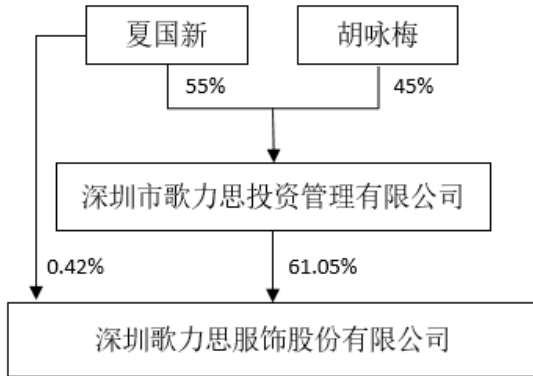 夏国新
胡咏梅
55%
45%
深圳市歌力思投资管理有限公司
0.42%
61.05%
深圳歌力思服饰股份有限公司